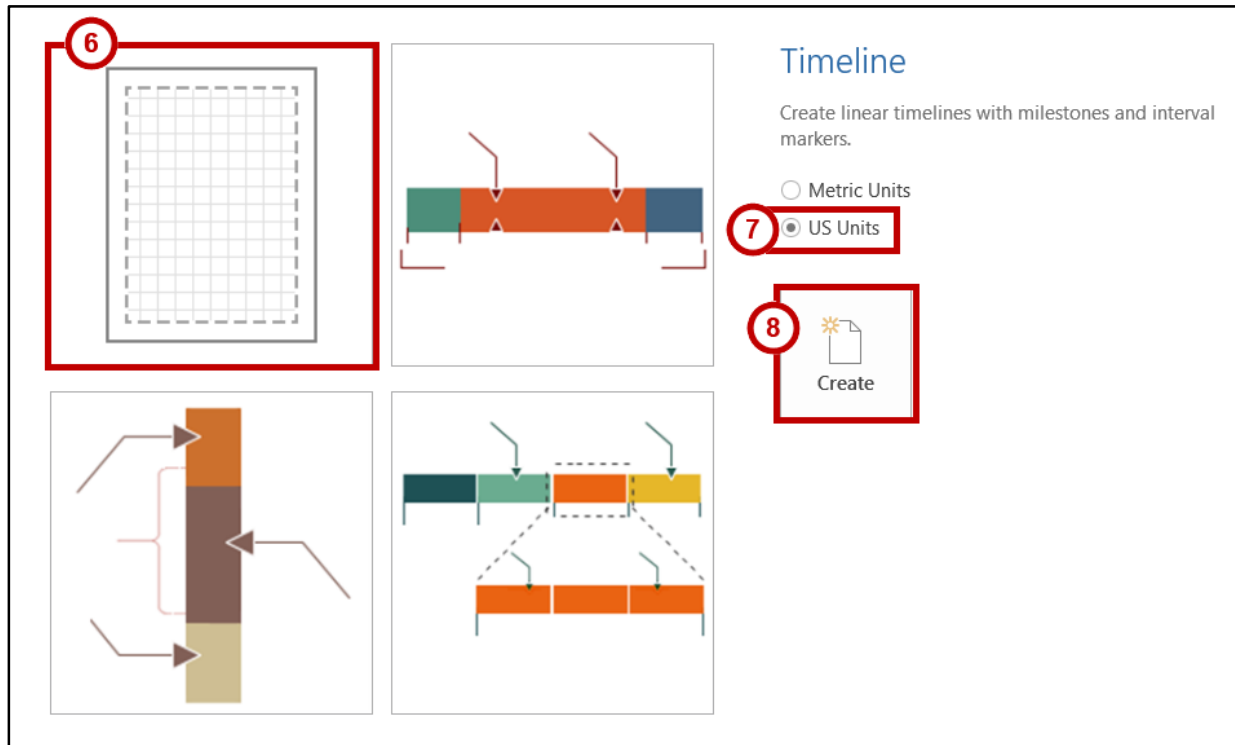 6
Timeline
Create linear timelines with milestones and interval
markers.
Metric Units
7
US Units
8
Create